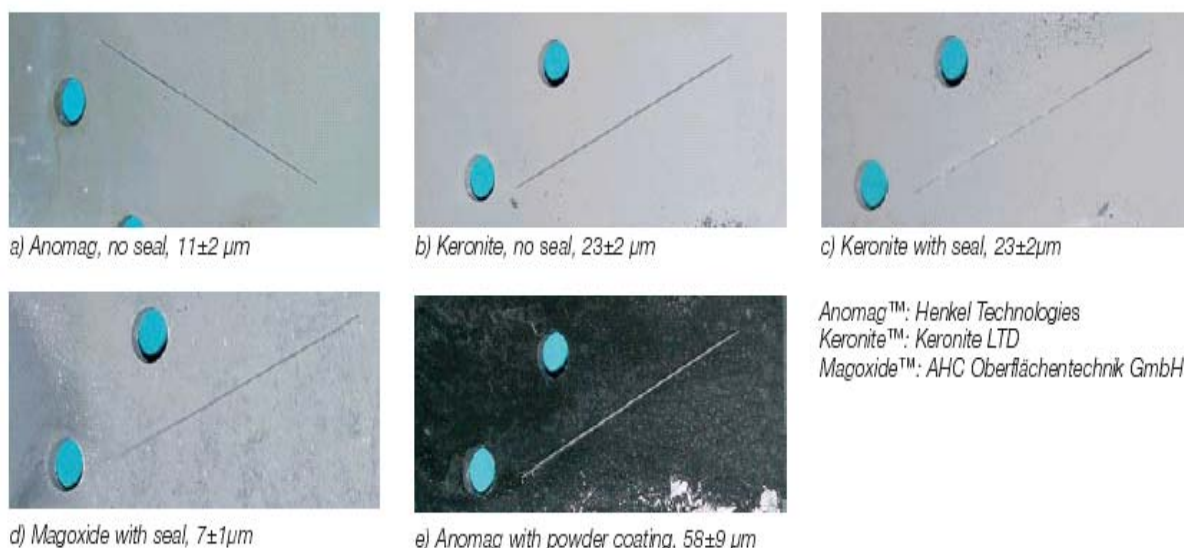 a) Anomag, no seal, 11±2 µm
b) Keronite, no seal, 23±2 µm
c) Keronite with seal, 23±2µm
Anomag™: Henkel Technologies
Keronite™: Keronite LTD
Magoxide™: AHC Oberflächentechnik GmbH
d) Magoxide with seal, 7±1µm
e) Anomag with powder coating, 58±9 µm